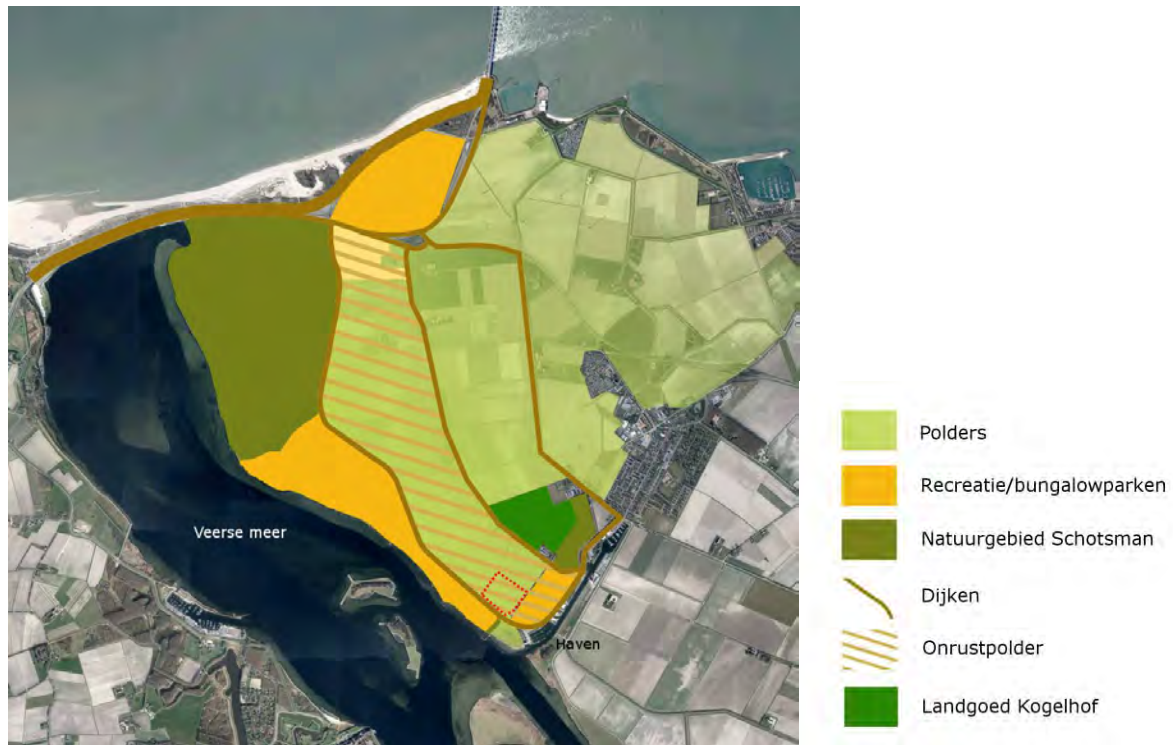 Veerse meer
Haven
Polders
Recreatie/bungalowparken
Natuurgebied Schotsman
Dijken
Onrustpolder
Landgoed Kogelhof